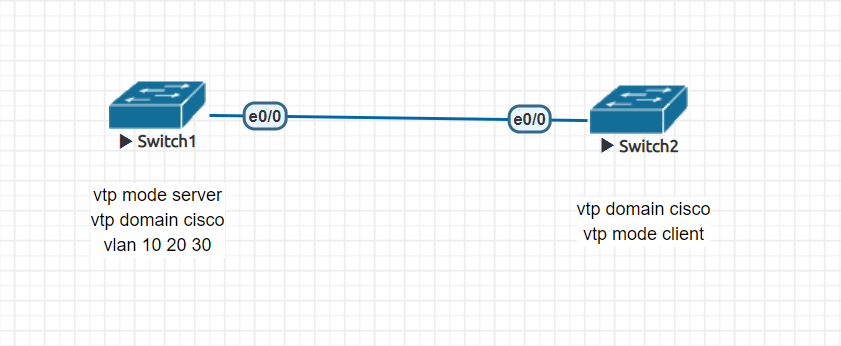 e0/0
e0/0
Switch1
Switch2
vtp mode server
vtp domain cisco
vlan 10 20 30
vtp domain cisco
vtp mode client